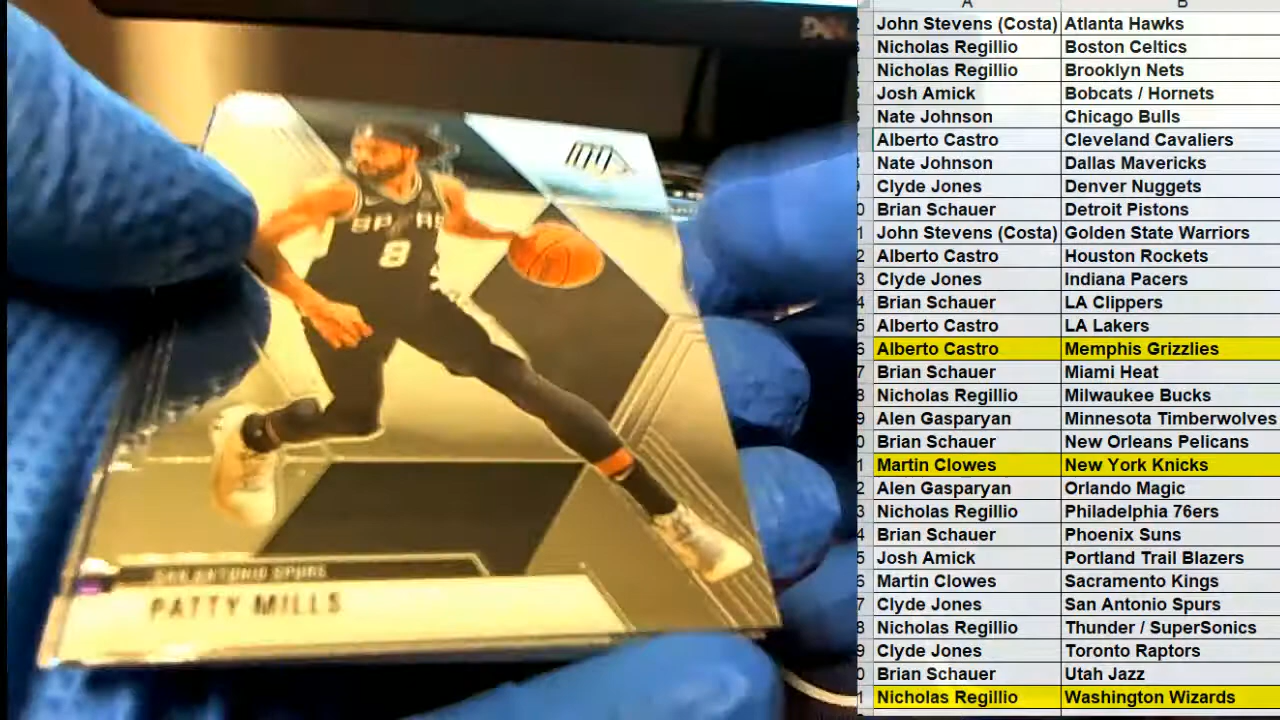 SPURS
8
SAN ANTONIO SPURS
PATTY MILLS
A B
John Stevens (Costa) Atlanta Hawks
Nicholas Regillio Boston Celtics
Nicholas Regillio Brooklyn Nets
Josh Amick Bobcats / Hornets
Nate Johnson Chicago Bulls
Alberto Castro Cleveland Cavaliers
Nate Johnson Dallas Mavericks
Clyde Jones Denver Nuggets
Brian Schauer Detroit Pistons
John Stevens (Costa) Golden State Warriors
Alberto Castro Houston Rockets
Clyde Jones Indiana Pacers
Brian Schauer LA Clippers
Alberto Castro LA Lakers
Alberto Castro Memphis Grizzlies
Brian Schauer Miami Heat
Nicholas Regillio Milwaukee Bucks
Alen Gasparyan Minnesota Timberwolves
Brian Schauer New Orleans Pelicans
Martin Clowes New York Knicks
Alen Gasparyan Orlando Magic
Nicholas Regillio Philadelphia 76ers
Brian Schauer Phoenix Suns
Josh Amick Portland Trail Blazers
Martin Clowes Sacramento Kings
Clyde Jones San Antonio Spurs
Nicholas Regillio Thunder / SuperSonics
Clyde Jones Toronto Raptors
Brian Schauer Utah Jazz
Nicholas Regillio Washington Wizards